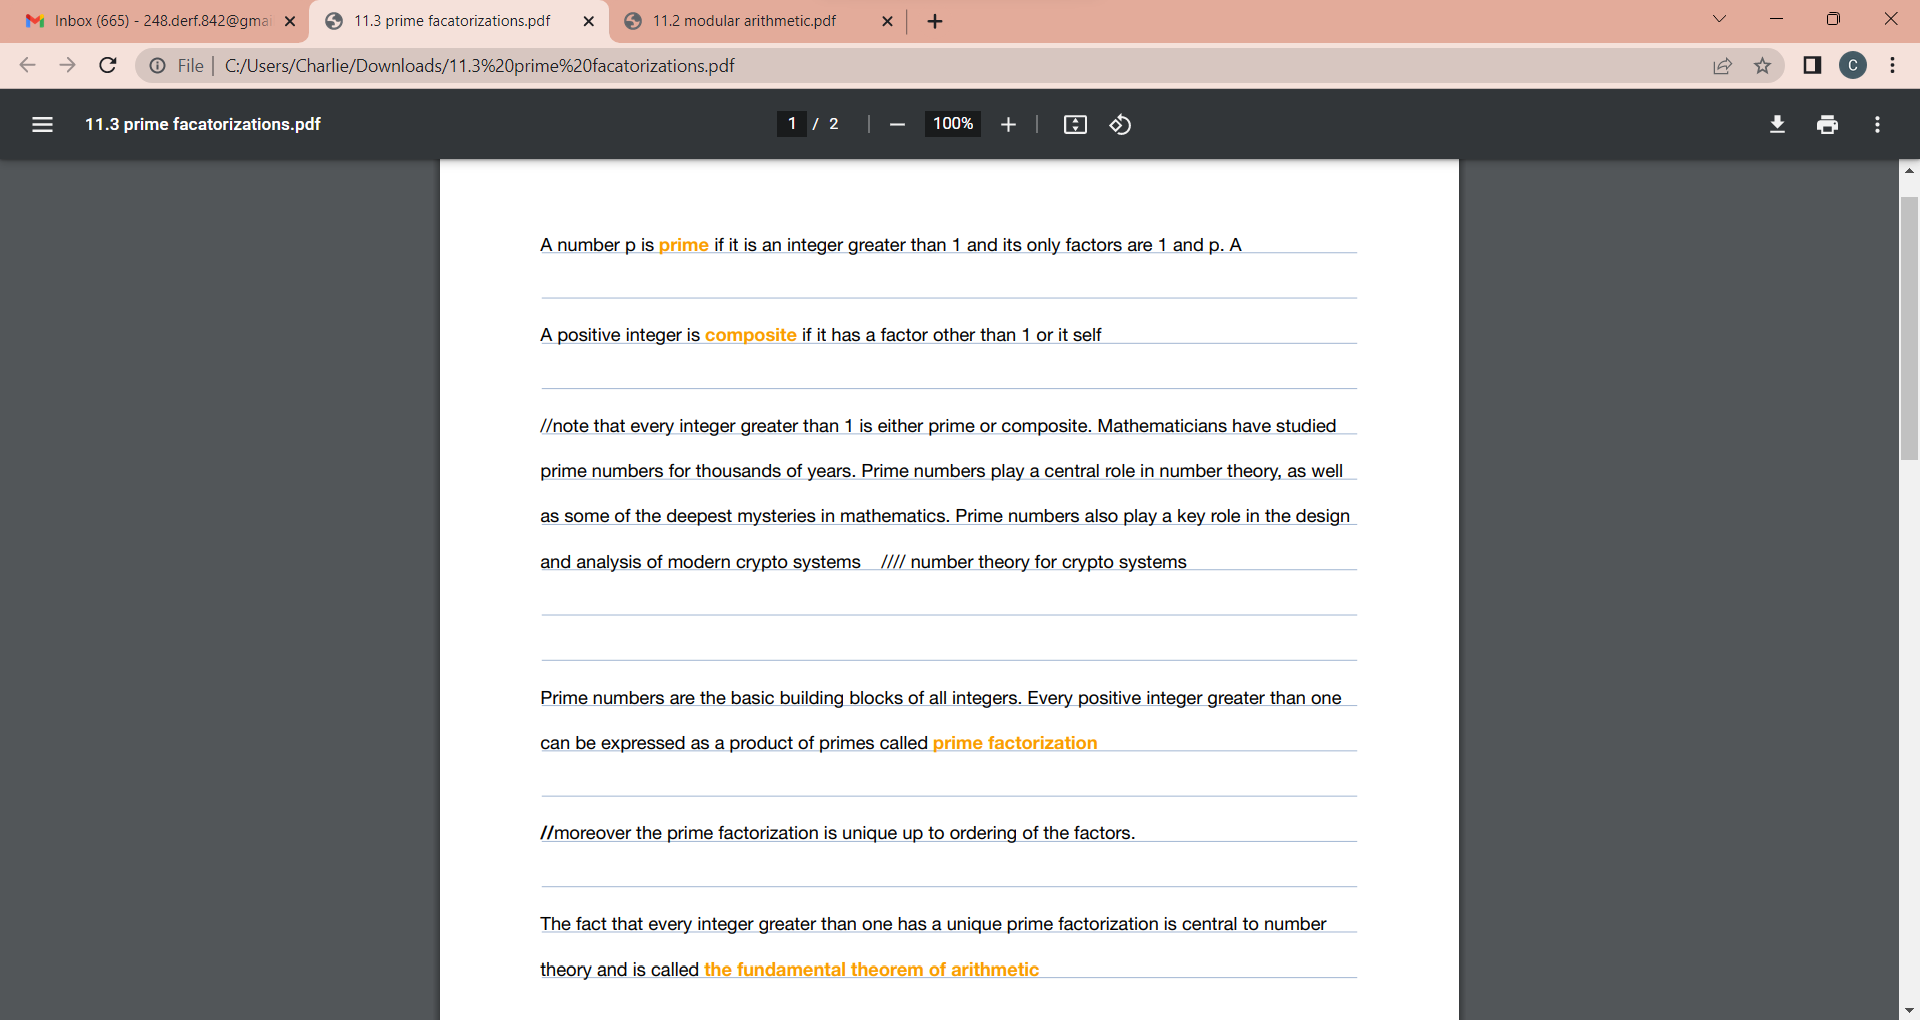 Inbox (665) - 248.derf.842@gmai
11.3 prime facatorizations.pdf
11.2 modular arithmetic.pdf
File
C:/Users/Charlie/Downloads/11.3%20prime%20facatorizations.pdf
C
11.3 prime facatorizations.pdf
1 / 2
100%
A number p is prime if it is an integer greater than 1 and its only factors are 1 and p. A
A positive integer is composite if it has a factor other than 1 or it self
//note that every integer greater than 1 is either prime or composite. Mathematicians have studied
prime numbers for thousands of years. Prime numbers play a central role in number theory, as well
as some of the deepest mysteries in mathematics. Prime numbers also play a key role in the design
and analysis of modern crypto systems //// number theory for crypto systems
Prime numbers are the basic building blocks of all integers. Every positive integer greater than one
can be expressed as a product of primes called prime factorization
//moreover the prime factorization is unique up to ordering of the factors.
The fact that every integer greater than one has a unique prime factorization is central to number
theory and is called the fundamental theorem of arithmetic